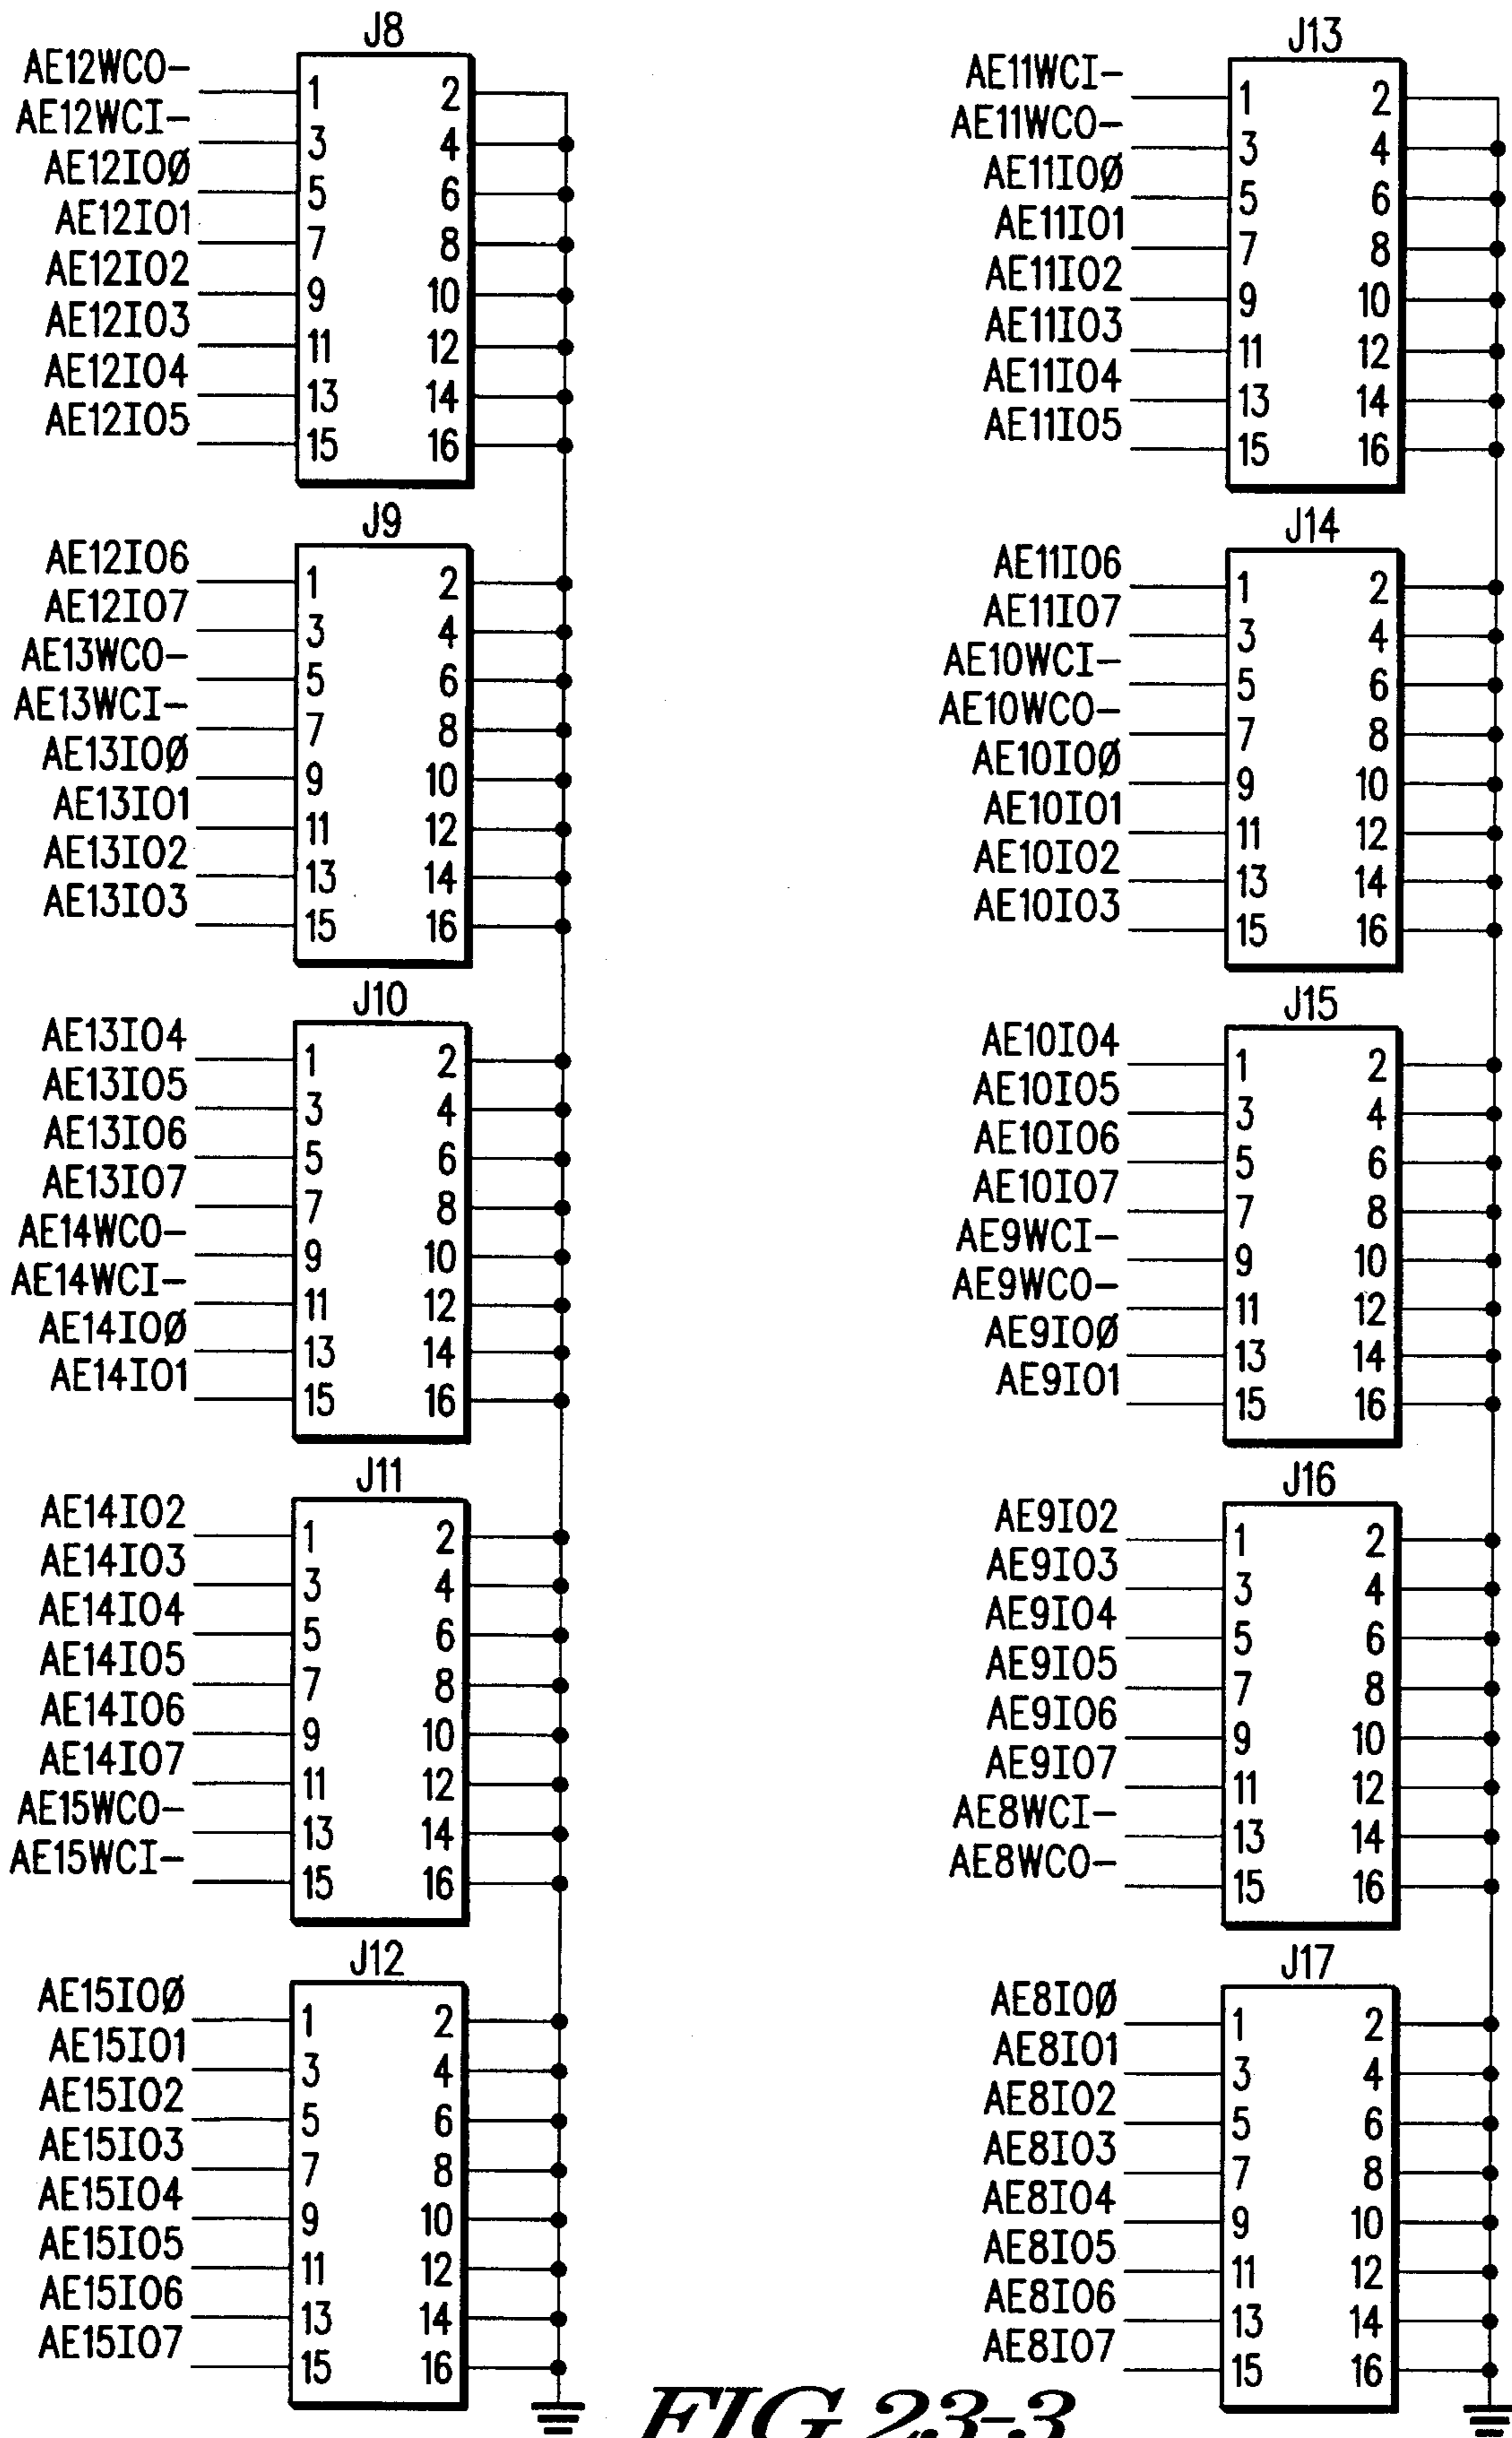 J8
AE12WCO-
1 2
AE12WCI-
3 4
AE12IOØ
5 6
AE12IO1
7 8
AE12IO2
9 10
AE12IO3
11 12
AE12IO4
13 14
AE12IO5
15 16
J9
AE12IO6
1 2
AE12IO7
3 4
AE13WCO-
5 6
AE13WCI-
7 8
AE13IOØ
9 10
AE13IO1
11 12
AE13IO2
13 14
AE13IO3
15 16
J10
AE13IO4
1 2
AE13IO5
3 4
AE13IO6
5 6
AE13IO7
7 8
AE14WCO-
9 10
AE14WCI-
11 12
AE14IOØ
13 14
AE14IO1
15 16
J11
AE14IO2
1 2
AE14IO3
3 4
AE14IO4
5 6
AE14IO5
7 8
AE14IO6
9 10
AE14IO7
11 12
AE15WCO-
13 14
AE15WCI-
15 16
J12
AE15IOØ
1 2
AE15IO1
3 4
AE15IO2
5 6
AE15IO3
7 8
AE15IO4
9 10
AE15IO5
11 12
AE15IO6
13 14
AE15IO7
15 16
J13
AE11WCI-
1 2
AE11WCO-
3 4
AE11IOØ
5 6
AE11IO1
7 8
AE11IO2
9 10
AE11IO3
11 12
AE11IO4
13 14
AE11IO5
15 16
J14
AE11IO6
1 2
AE11IO7
3 4
AE10WCI-
5 6
AE10WCO-
7 8
AE10IOØ
9 10
AE10IO1
11 12
AE10IO2
13 14
AE10IO3
15 16
J15
AE10IO4
1 2
AE10IO5
3 4
AE10IO6
5 6
AE10IO7
7 8
AE9WCI-
9 10
AE9WCO-
11 12
AE9IOØ
13 14
AE9IO1
15 16
J16
AE9IO2
1 2
AE9IO3
3 4
AE9IO4
5 6
AE9IO5
7 8
AE9IO6
9 10
AE9IO7
11 12
AE8WCI-
13 14
AE8WCO-
15 16
J17
AE8IOØ
1 2
AE8IO1
3 4
AE8IO2
5 6
AE8IO3
7 8
AE8IO4
9 10
AE8IO5
11 12
AE8IO6
13 14
AE8IO7
15 16
FIG 23-3